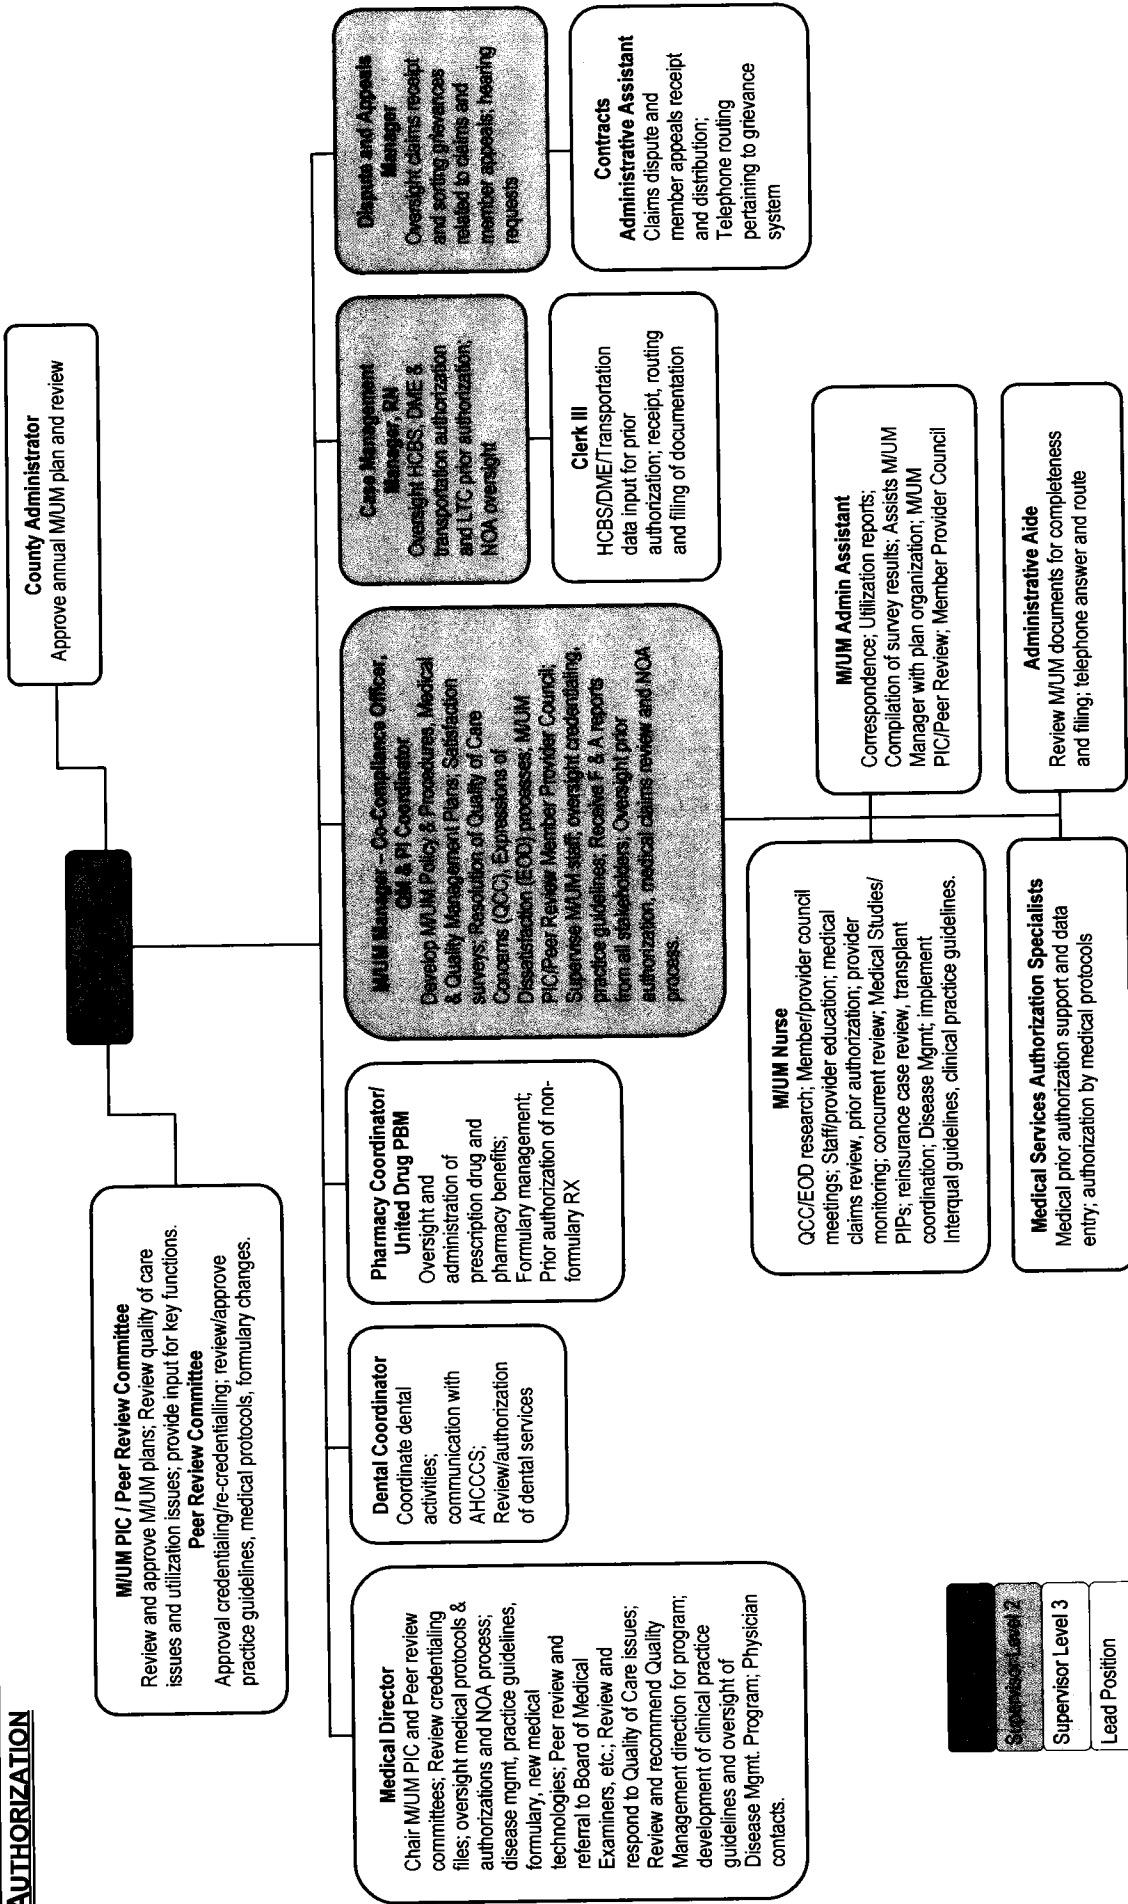 AUTHORIZATION
County Administrator
Approve annual M/UM plan and review
M/UM PIC / Peer Review Committee
Review and approve M/UM plans; Review quality of care
issues and utilization issues; provide input for key functions.
Peer Review Committee
Approval credentialing/re-credentialling; review/approve
practice guidelines, medical protocols, formulary changes.
Medical Director
Chair M/UM PIC and Peer review
committees; Review credentialing
files; oversight medical protocols &
authorizations and NOA process;
disease mgmt, practice guidelines,
formulary, new medical
technologies; Peer review and
referral to Board of Medical
Examiners, etc.; Review and
respond to Quality of Care issues;
Review and recommend Quality
Management direction for program;
development of clinical practice
guidelines and oversight of
Disease Mgmt. Program; Physician
contacts.
Dental Coordinator
Coordinate dental
activities;
communication with
AHCCCS;
Review/authorization
of dental services
Pharmacy Coordinator/
United Drug PBM
Oversight and
administration of
prescription drug and
pharmacy benefits;
Formulary management;
Prior authorization of non-
formulary RX
M/UM Manager – Co-Compliance Officer,
QM & PI Coordinator
Develop M/UM Policy & Procedures, Medical
& Quality Management Plans; Satisfaction
surveys; Resolution of Quality of Care
Concerns (QCC), Expressions of
Dissatisfaction (EOD) processes; M/UM
PIC/Peer Review Member Provider Council;
Supervise M/UM staff; oversight credentialing,
practice guidelines; Receive F & A reports
from all stakeholders; Oversight prior
authorization, medical claims review and NOA
process.
Case Management
Manager, RN
Oversight HCBS, DME &
transportation authorization
and LTC prior authorization;
NOA oversight
Dispute and Appeals
Manager
Oversight claims receipt
and sorting grievances
related to claims and
member appeals; hearing
requests
Clerk III
HCBS/DME/Transportation
data input for prior
authorization; receipt, routing
and filing of documentation
Contracts
Administrative Assistant
Claims dispute and
member appeals receipt
and distribution;
Telephone routing
pertaining to grievance
system
M/UM Nurse
QCC/EOD research; Member/provider council
meetings; Staff/provider education; medical
claims review, prior authorization; provider
monitoring; concurrent review; Medical Studies/
PIPs; reinsurance case review, transplant
coordination; Disease Mgmt; implement
Interqual guidelines, clinical practice guidelines.
M/UM Admin Assistant
Correspondence; Utilization reports;
Compilation of survey results, Assists M/UM
Manager with plan organization; M/UM
PIC/Peer Review; Member Provider Council
Medical Services Authorization Specialists
Medical prior authorization support and data
entry; authorization by medical protocols
Administrative Aide
Review M/UM documents for completeness
and filing; telephone answer and route
Supervisor Level 2
Supervisor Level 3
Lead Position